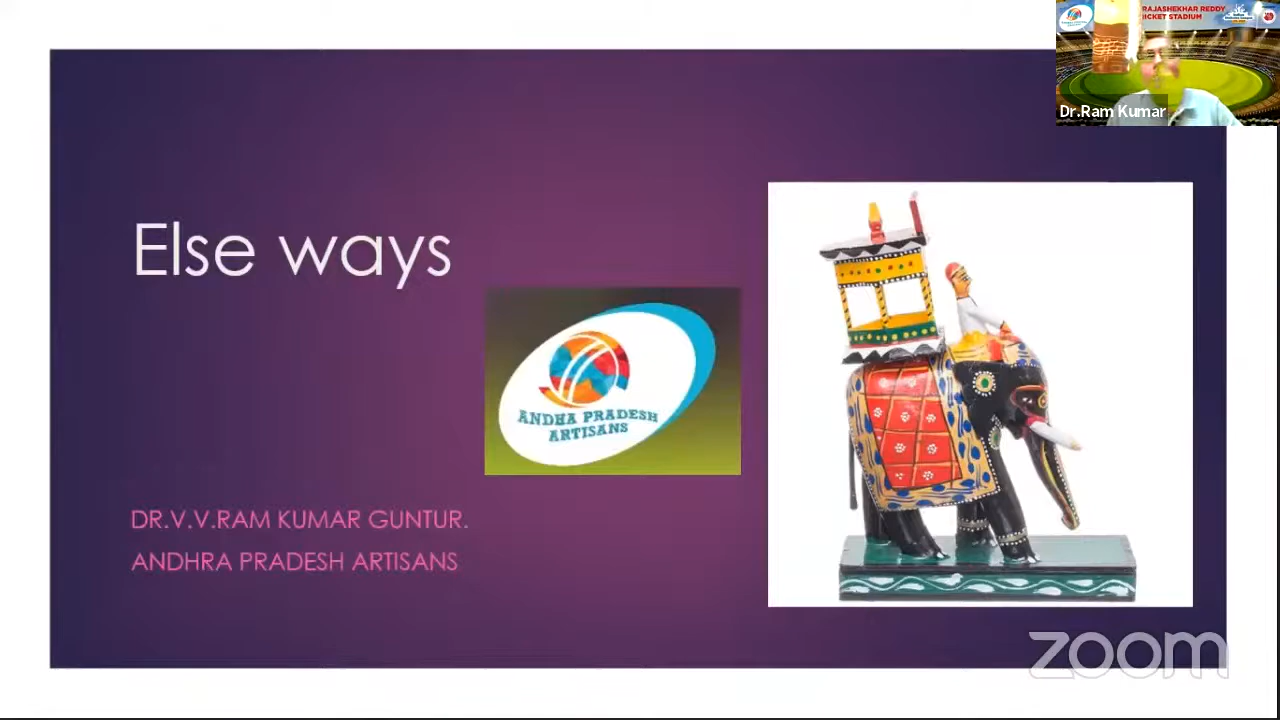 RAJASHEKHAR REDDY
ICKET STADIUM
Dr.Ram Kumar
Else ways
ANDHA PRADESH
ARTISANS
DR.V.V.RAM KUMAR GUNTUR.
ANDHRA PRADESH ARTISANS
zoom